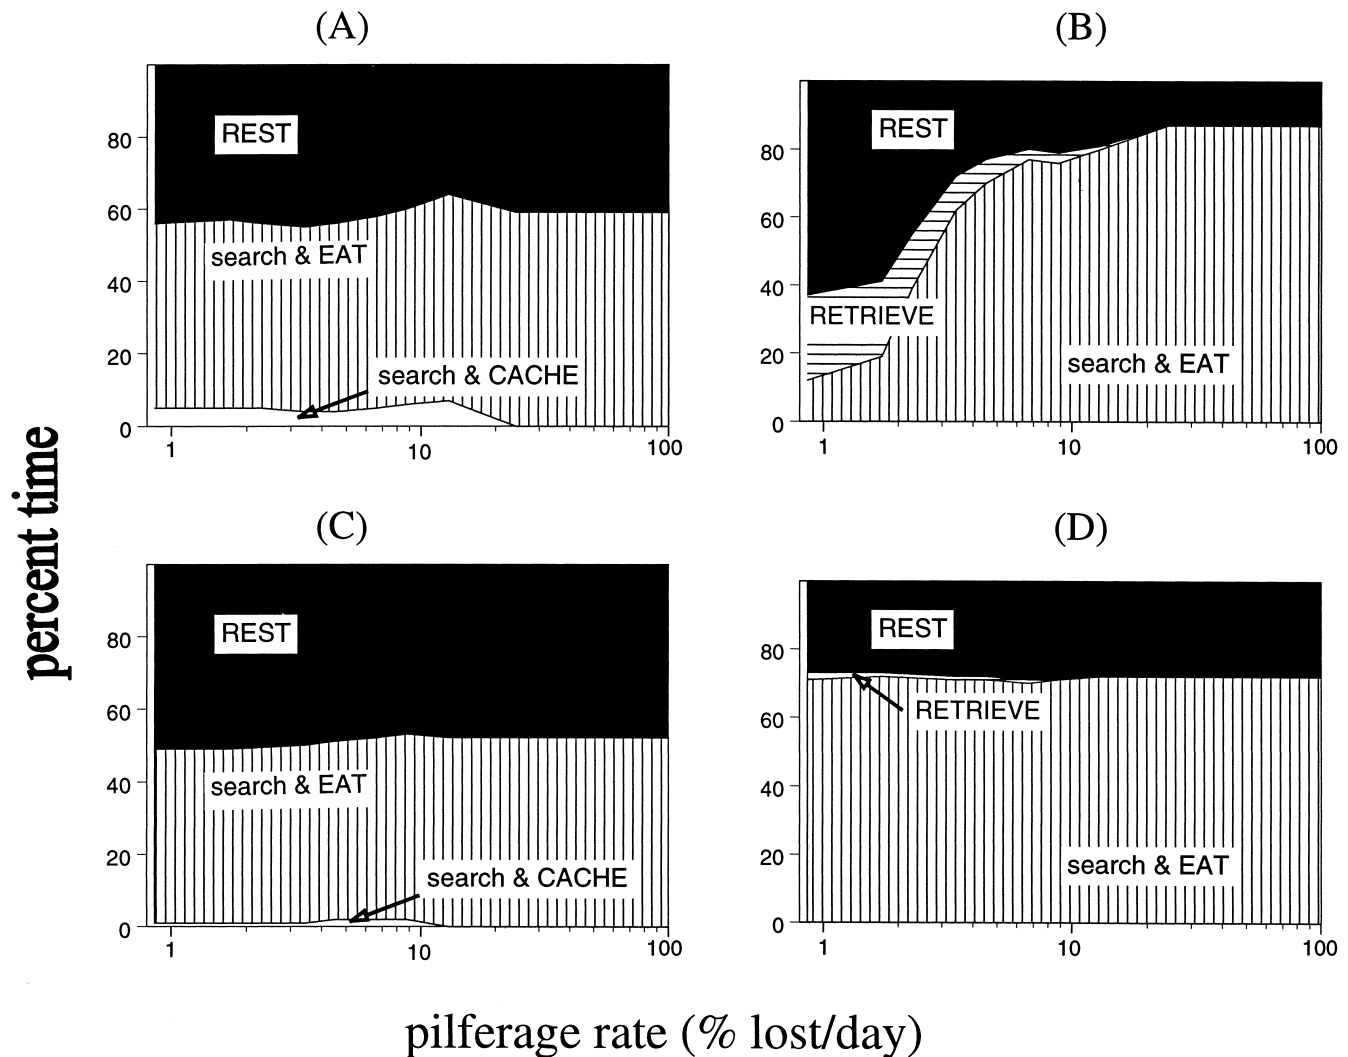 (A)
REST
search & EAT
search & CACHE
80
60
40
20
0
1
10
100
(B)
REST
RETRIEVE
search & EAT
80
60
40
20
0
1
10
100
(C)
REST
search & EAT
search & CACHE
80
60
40
20
0
1
10
100
(D)
REST
RETRIEVE
search & EAT
80
60
40
20
0
1
10
100
percent time
pilferage rate (% lost/day)